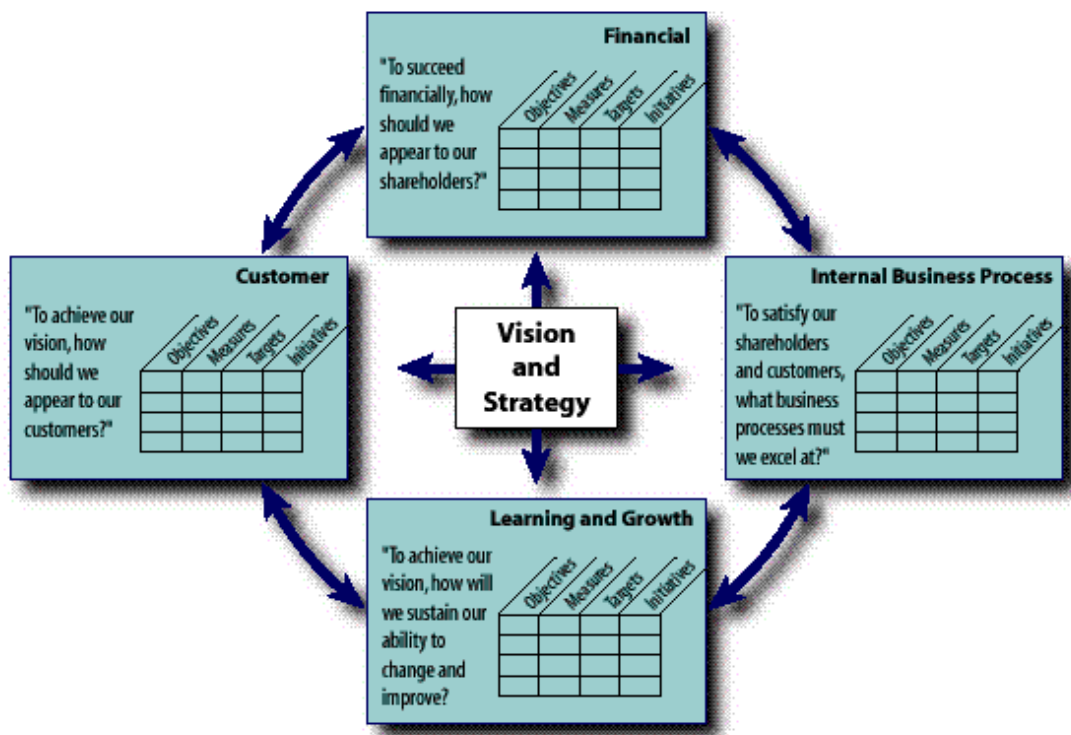 Financial
"To succeed
financially, how
should we
appear to our
shareholders?"
Objectives
Measures
Targets
Initiatives
Customer
"To achieve our
vision, how
should we
appear to our
customers?"
Objectives
Measures
Targets
Initiatives
Vision
and
Strategy
Internal Business Process
"To satisfy our
shareholders
and customers,
what business
processes must
we excel at?"
Objectives
Measures
Targets
Initiatives
Learning and Growth
"To achieve our
vision, how will
we sustain our
ability to
change and
improve?
Objectives
Measures
Targets
Initiatives